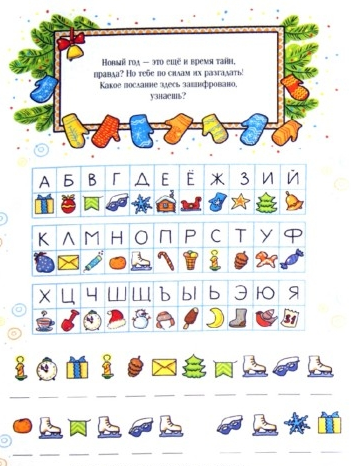 Новый год — это ещё и время тайн,
правда? Но тебе по силам их разгадать!
Какое послание здесь зашифровано,
узнаешь?
А Б В Г Д Е Ё Ж З И Й
К Л М Н О П Р С Т У Ф
Х Ц Ч Ш Щ Ъ Ы Ь Э Ю Я